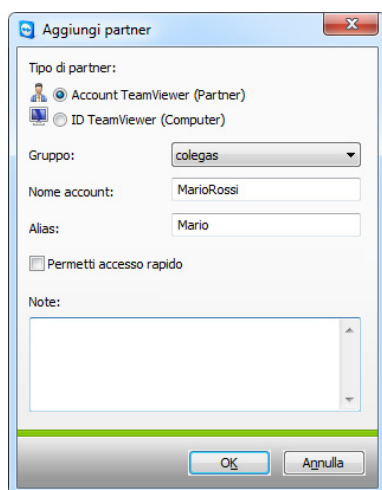 Aggiungi partner
Tipo di partner:
Account TeamViewer (Partner)
ID TeamViewer (Computer)
Gruppo: colegas
Nome account: MarioRossi
Alias: Mario
Permetti accesso rapido
Note:
OK Annulla